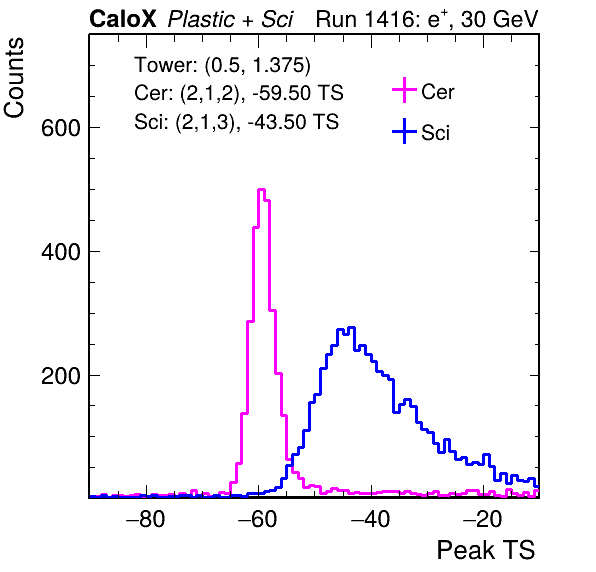 CaloX Plastic + Sci Run 1416: e+, 30 GeV
Counts
Tower: (0.5, 1.375)
Cer: (2,1,2), -59.50 TS
Sci: (2,1,3), -43.50 TS
Cer
Sci
600
400
200
−80 −60 −40 −20
Peak TS